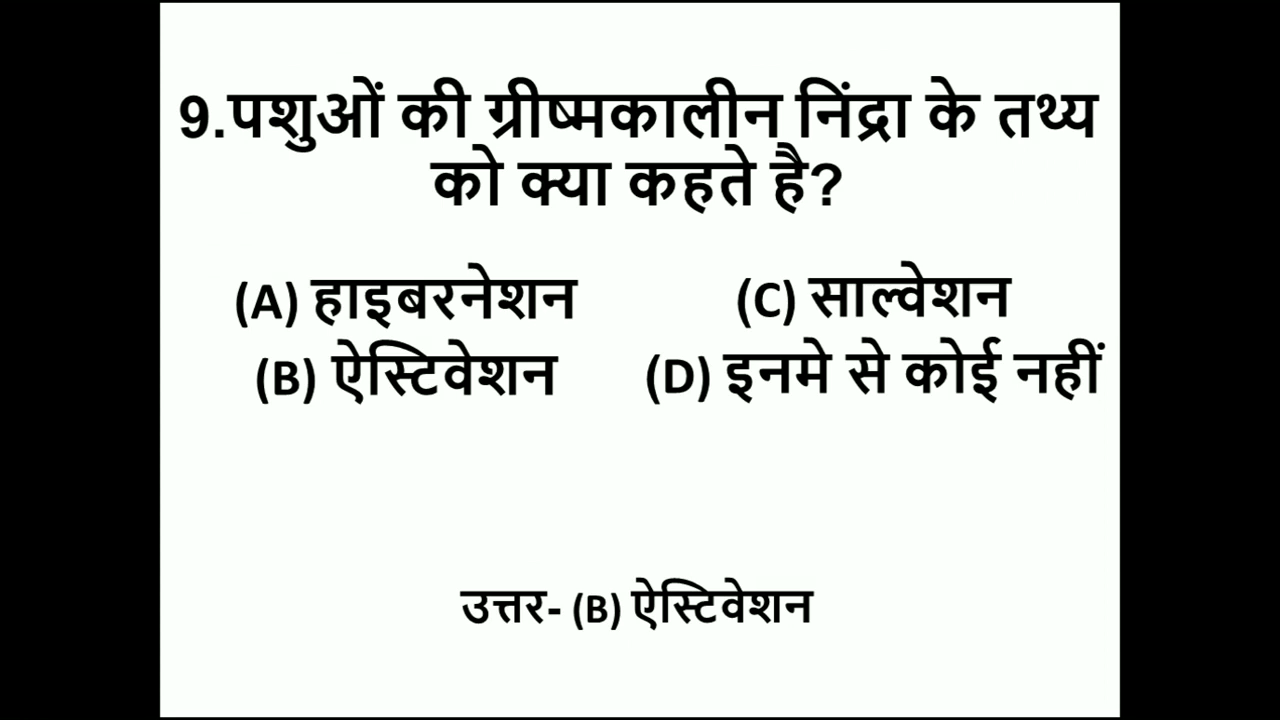 9.पशुओं की ग्रीष्मकालीन निंद्रा के तथ्य
को क्या कहते है?
(A) हाइबरनेशन
(B) ऐस्टिवेशन
(C) साल्वेशन
(D) इनमे से कोई नहीं
उत्तर- (B) ऐस्टिवेशन